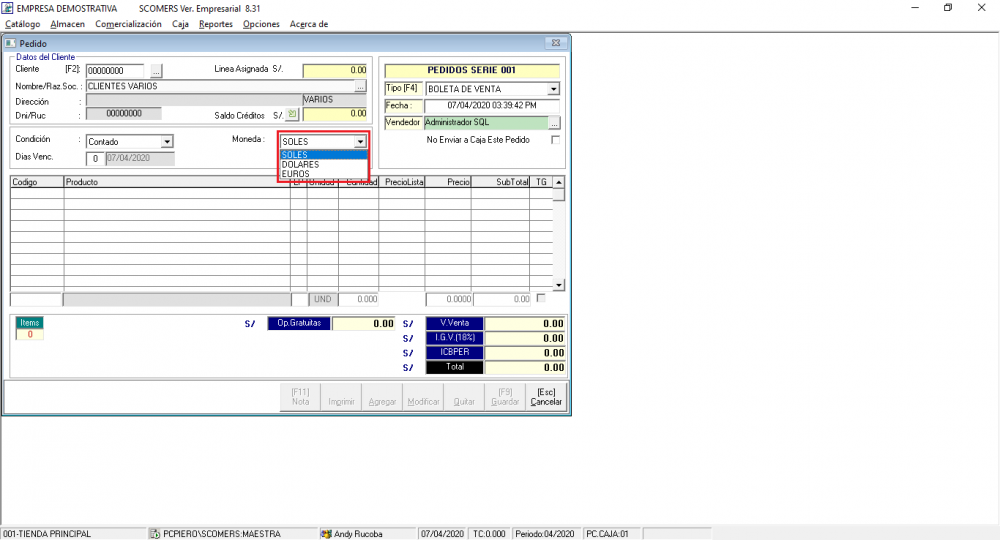 EMPRESA DEMOSTRATIVA SCOMERS Ver. Empresarial 8.31
Catálogo Almacen Comercialización Caja Reportes Opciones Acerca de
Pedido
Datos del Cliente
Cliente [F2]: 00000000 ... Linea Asignada S/. 0.00
Nombre/Raz.Soc. : CLIENTES VARIOS ...
Dirección : VARIOS
Dni/Ruc : 00000000 Saldo Créditos S/. 0.00
PEDIDOS SERIE 001
Tipo [F4] BOLETA DE VENTA
Fecha : 07/04/2020 03:39:42 PM
Vendedor Administrador SQL ...
No Enviar a Caja Este Pedido
Condición : Contado Moneda : SOLES
Dias Venc. 0 07/04/2020
SOLES
DOLARES
EUROS
Codigo Producto LP Unidad Cantidad PrecioLista Precio SubTotal TG
UND 0.000 0.0000 0.00
Items
0
S/ Op.Gratuitas 0.00 S/ V.Venta 0.00
S/ I.G.V.(18%) 0.00
S/ ICBPER 0.00
S/ Total 0.00
[F11] Nota Imprimir Agregar Modificar Quitar [F9] Guardar [Esc] Cancelar
001-TIENDA PRINCIPAL PCPIERO\SCOMERS:MAESTRA Andy Rucoba 07/04/2020 TC:0.000 Periodo:04/2020 PC.CAJA:01